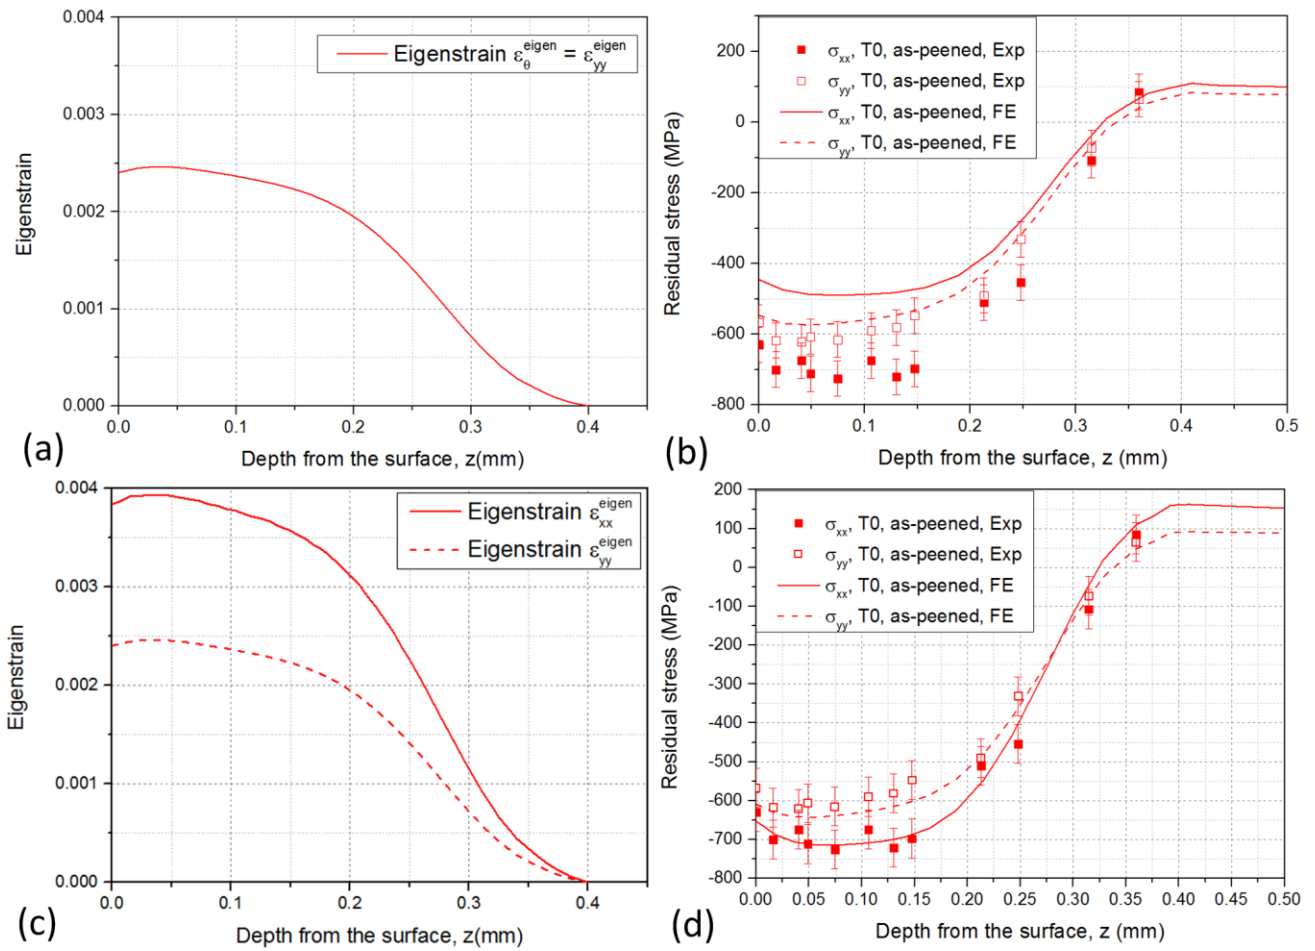 0.004
0.003
0.002
0.001
0.000
Eigenstrain
Eigenstrain ε_θ^eigen = ε_yy^eigen
0.0 0.1 0.2 0.3 0.4
Depth from the surface, z(mm)
(a)
200
0
-200
-400
-600
-800
Residual stress (MPa)
σxx, T0, as-peened, Exp
σyy, T0, as-peened, Exp
σxx, T0, as-peened, FE
σyy, T0, as-peened, FE
0.0 0.1 0.2 0.3 0.4 0.5
Depth from the surface, z (mm)
(b)
0.004
0.003
0.002
0.001
0.000
Eigenstrain
Eigenstrain ε_xx^eigen
Eigenstrain ε_yy^eigen
0.0 0.1 0.2 0.3 0.4
Depth from the surface, z(mm)
(c)
200
100
0
-100
-200
-300
-400
-500
-600
-700
-800
Residual stress (MPa)
σxx, T0, as-peened, Exp
σyy, T0, as-peened, Exp
σxx, T0, as-peened, FE
σyy, T0, as-peened, FE
0.00 0.05 0.10 0.15 0.20 0.25 0.30 0.35 0.40 0.45 0.50
Depth from the surface, z (mm)
(d)